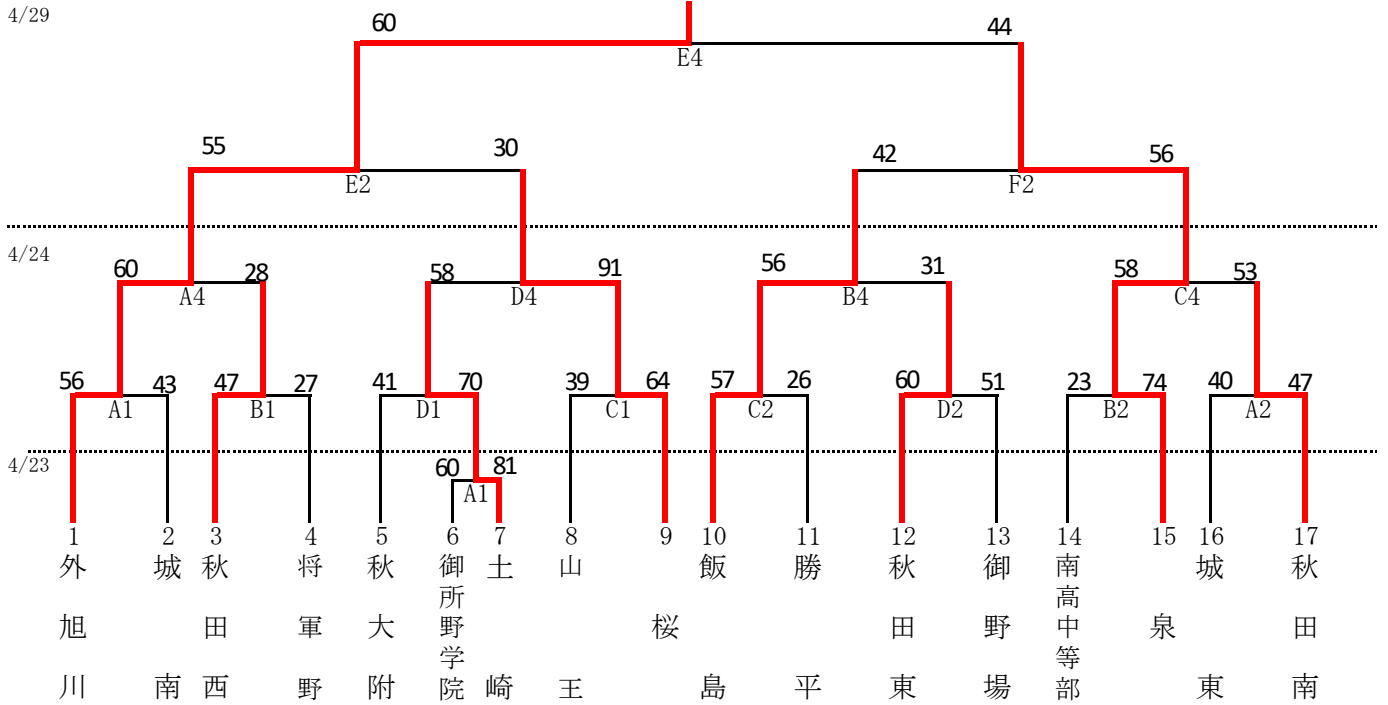 4/29
60 44
E4
55 30 42 56
E2 F2
4/24
60 28 58 91 56 31 58 53
A4 D4 B4 C4
56 43 47 27 41 70 39 64 57 26 60 51 23 74 40 47
A1 B1 D1 C1 C2 D2 B2 A2
4/23
60 81
A1
1 2 3 4 5 6 7 8 9 10 11 12 13 14 15 16 17
外旭川
城南
秋田西
将軍野
秋大附
御所野学院
土崎
山王
桜
飯島
勝平
秋田東
御野場
南高中等部
泉
城東
秋田南